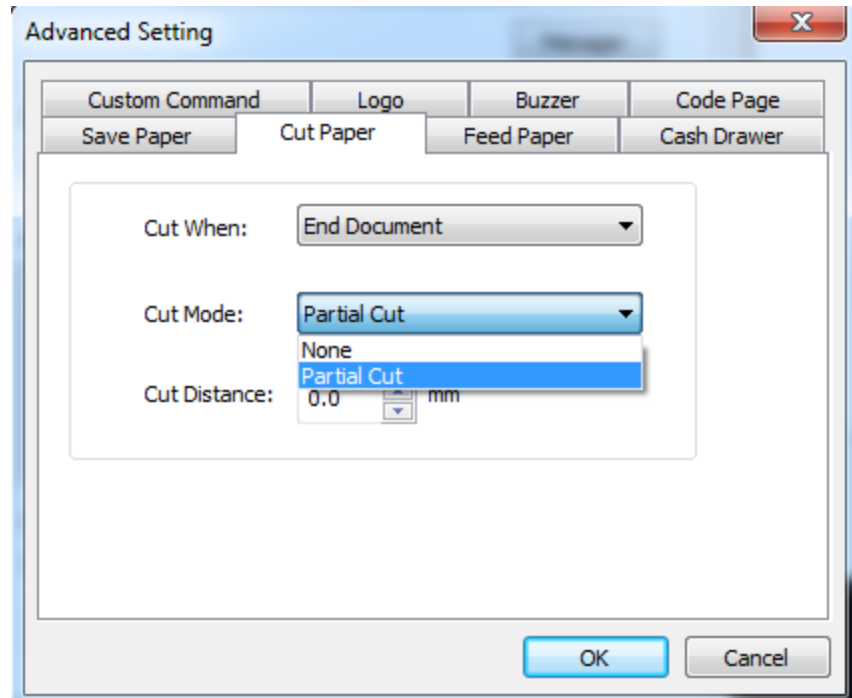 Advanced Setting
Custom Command Logo Buzzer Code Page
Save Paper Cut Paper Feed Paper Cash Drawer
Cut When: End Document
Cut Mode: Partial Cut
None
Partial Cut
Cut Distance: 0.0 mm
OK Cancel